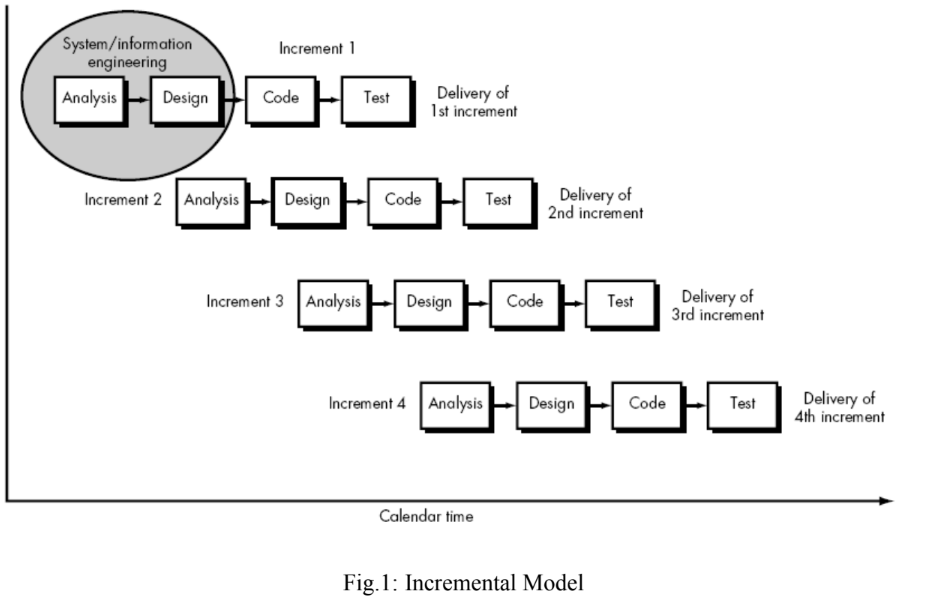 System/information
engineering
Increment 1
Analysis
Design
Code
Test
Delivery of
1st increment
Increment 2
Analysis
Design
Code
Test
Delivery of
2nd increment
Increment 3
Analysis
Design
Code
Test
Delivery of
3rd increment
Increment 4
Analysis
Design
Code
Test
Delivery of
4th increment
Calendar time
Fig.1: Incremental Model